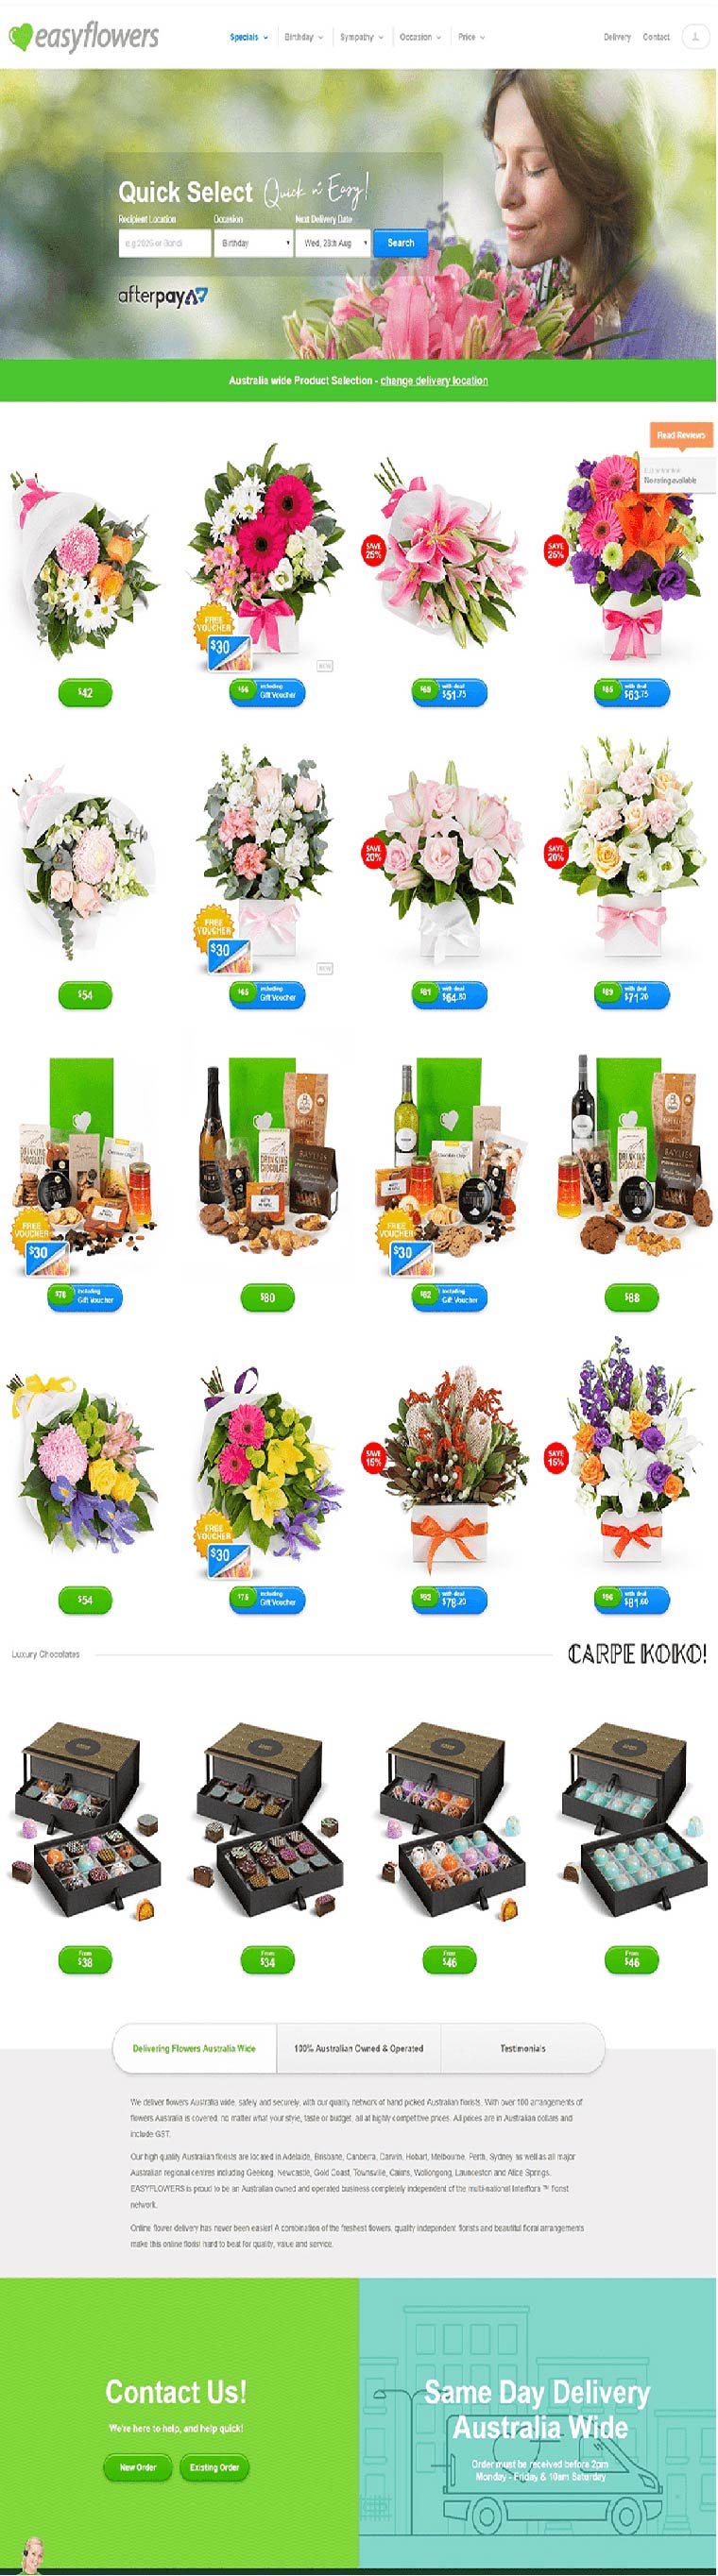 easyflowers
Specials
Birthday
Sympathy
Occasion
Price
Delivery
Contact
Quick Select Quick n' Easy!
Recipient Location
Occasion
Next Delivery Date
e.g 2026 or Bondi
Birthday
Wed, 28th Aug
Search
afterpay
Australia wide Product Selection - change delivery location
Read Reviews
No rating available
SAVE
25%
SAVE
25%
FREE
VOUCHER
$30
NEW
$42
$66
including
Gift Voucher
$69
with deal
$51.75
$85
with deal
$63.75
SAVE
20%
SAVE
20%
FREE
VOUCHER
$30
NEW
$54
$65
including
Gift Voucher
$81
with deal
$64.80
$89
with deal
$71.20
DRINKING
CHOCOLATE
DRINKING
CHOCOLATE
BAYLIES
DRINKING
CHOCOLATE
BAYLIES
FREE
VOUCHER
$30
FREE
VOUCHER
$30
$78
including
Gift Voucher
$80
$82
including
Gift Voucher
$88
SAVE
15%
SAVE
15%
FREE
VOUCHER
$30
$54
$75
including
Gift Voucher
$92
with deal
$78.20
$96
with deal
$81.60
Luxury Chocolates
CARPE KOKO!
From
$38
From
$34
From
$46
From
$46
Delivering Flowers Australia Wide
100% Australian Owned & Operated
Testimonials
We deliver flowers Australia wide, safely and securely, with our quality network of hand picked Australian florists. With over 100 arrangements of
flowers Australia is covered, no matter what your style, taste or budget, all at highly competitive prices. All prices are in Australian dollars and
include GST.
Our high quality Australian florists are located in Adelaide, Brisbane, Canberra, Darwin, Hobart, Melbourne, Perth, Sydney as well as all major
Australian regional centres including Geelong, Newcastle, Gold Coast, Townsville, Cairns, Wollongong, Launceston and Alice Springs.
EASYFLOWERS is proud to be an Australian owned and operated business completely independent of the multi-national Interflora ™ florist
network.
Online flower delivery has never been easier! A combination of the freshest flowers, quality independent florists and beautiful floral arrangements
make this online florist hard to beat for quality, value and service.
Contact Us!
We're here to help, and help quick!
New Order
Existing Order
Same Day Delivery
Australia Wide
Order must be received before 2pm
Monday - Friday & 10am Saturday